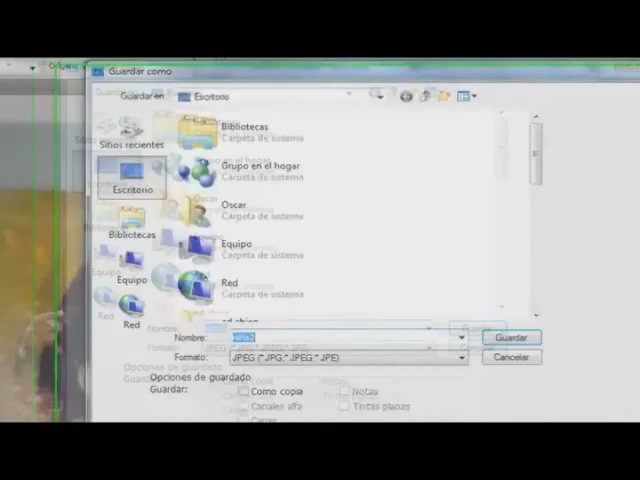 Guardar como
Guardar en: Escritorio
Sitios recientes
Escritorio
Bibliotecas
Equipo
Red
Bibliotecas
Carpeta de sistema
Grupo en el hogar
Carpeta de sistema
Oscar
Carpeta de sistema
Equipo
Carpeta de sistema
Red
Carpeta de sistema
Nombre:
Guardar
Formato: JPEG (*.JPG;*.JPEG;*.JPE)
Cancelar
Opciones de guardado
Guardar: Como copia Notas
Canales alfa Tintas planas
Capas